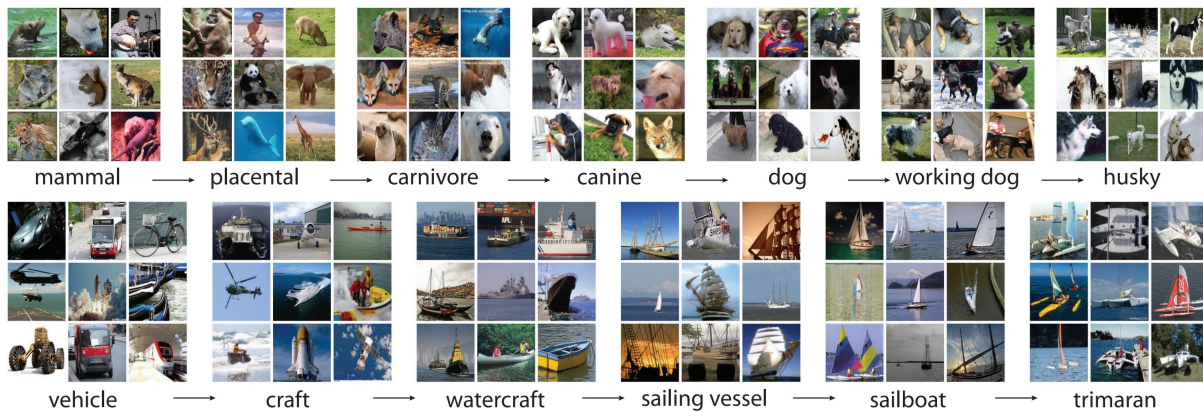 mammal → placental → carnivore → canine → dog → working dog → husky
vehicle → craft → watercraft → sailing vessel → sailboat → trimaran